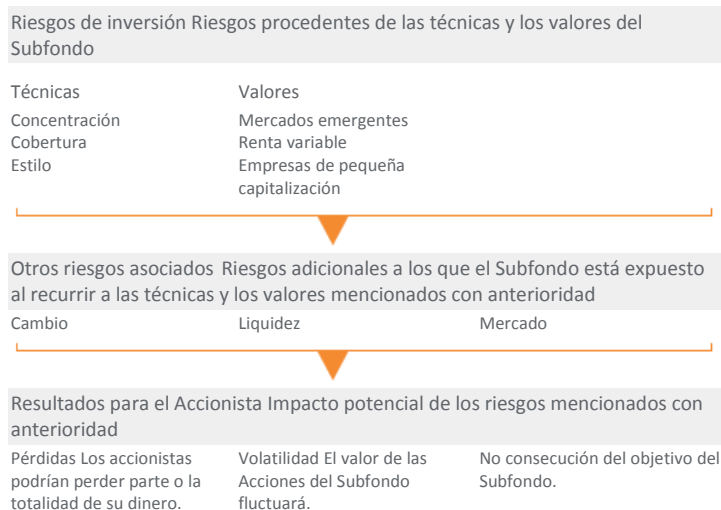 Riesgos de inversión Riesgos procedentes de las técnicas y los valores del
Subfondo
Técnicas
Valores
Concentración
Mercados emergentes
Cobertura
Renta variable
Estilo
Empresas de pequeña
capitalización
Otros riesgos asociados Riesgos adicionales a los que el Subfondo está expuesto
al recurrir a las técnicas y los valores mencionados con anterioridad
Cambio
Liquidez
Mercado
Resultados para el Accionista Impacto potencial de los riesgos mencionados con
anterioridad
Pérdidas Los accionistas
podrían perder parte o la
totalidad de su dinero.
Volatilidad El valor de las
Acciones del Subfondo
fluctuará.
No consecución del objetivo del
Subfondo.